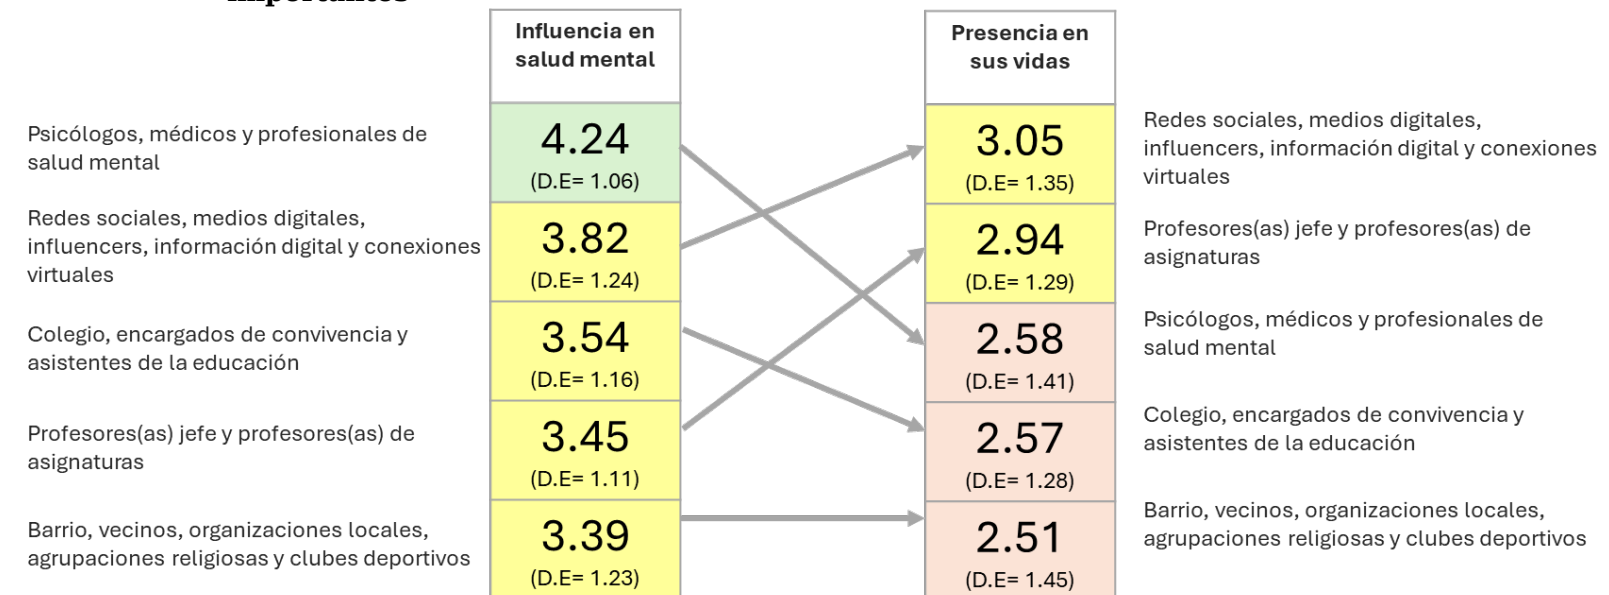 importantes
Influencia en
salud mental
Presencia en
sus vidas
Psicólogos, médicos y profesionales de
salud mental
4.24
(D.E= 1.06)
3.05
(D.E= 1.35)
Redes sociales, medios digitales,
influencers, información digital y conexiones
virtuales
Redes sociales, medios digitales,
influencers, información digital y conexiones
virtuales
3.82
(D.E= 1.24)
2.94
(D.E= 1.29)
Profesores(as) jefe y profesores(as) de
asignaturas
Colegio, encargados de convivencia y
asistentes de la educación
3.54
(D.E= 1.16)
2.58
(D.E= 1.41)
Psicólogos, médicos y profesionales de
salud mental
Profesores(as) jefe y profesores(as) de
asignaturas
3.45
(D.E= 1.11)
2.57
(D.E= 1.28)
Colegio, encargados de convivencia y
asistentes de la educación
Barrio, vecinos, organizaciones locales,
agrupaciones religiosas y clubes deportivos
3.39
(D.E= 1.23)
2.51
(D.E= 1.45)
Barrio, vecinos, organizaciones locales,
agrupaciones religiosas y clubes deportivos